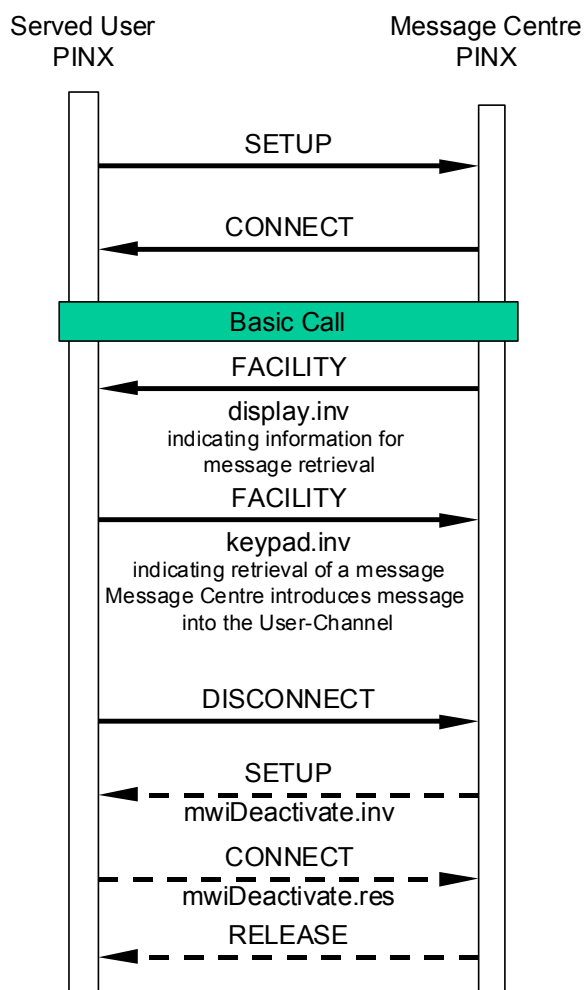 Served User
PINX
Message Centre
PINX
SETUP
CONNECT
Basic Call
FACILITY
display.inv
indicating information for
message retrieval
FACILITY
keypad.inv
indicating retrieval of a message
Message Centre introduces message
into the User-Channel
DISCONNECT
SETUP
mwiDeactivate.inv
CONNECT
mwiDeactivate.res
RELEASE